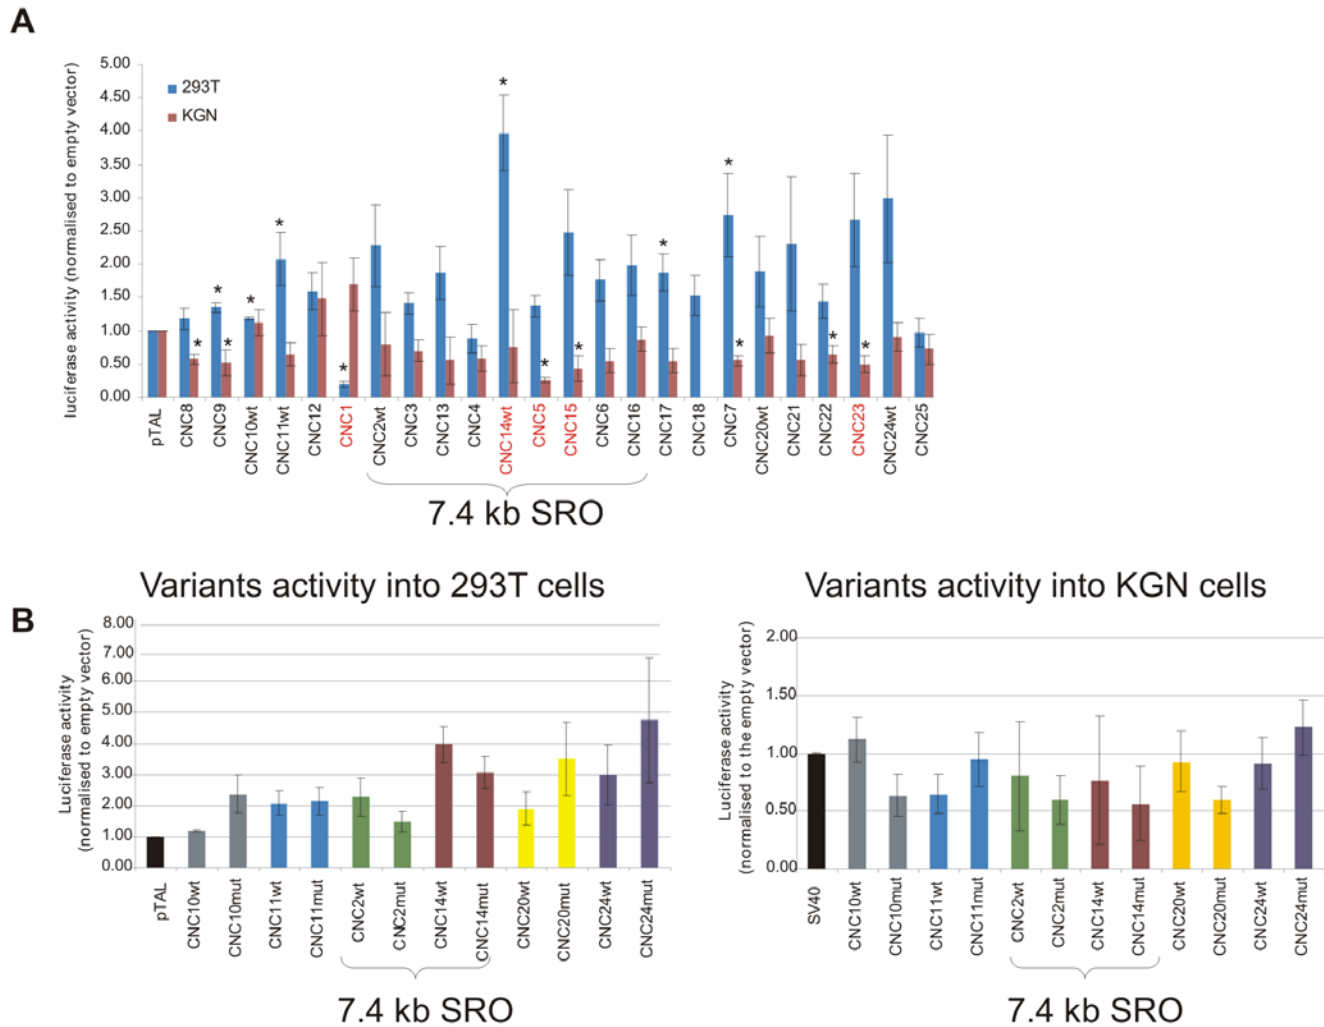 A
luciferase activity (normalised to empty vector)
5.00
4.50
4.00
3.50
3.00
2.50
2.00
1.50
1.00
0.50
0.00
293T
KGN
* * * * * * * * * * * * * * *
pTAL CNC8 CNC9 CNC10wt CNC11wt CNC12 CNC1 CNC2wt CNC3 CNC13 CNC4 CNC14wt CNC5 CNC15 CNC6 CNC16 CNC17 CNC18 CNC7 CNC20wt CNC21 CNC22 CNC23 CNC24wt CNC25
7.4 kb SRO
B
Variants activity into 293T cells
Luciferase activity
(normalised to empty vector)
8.00
7.00
6.00
5.00
4.00
3.00
2.00
1.00
0.00
pTAL CNC10wt CNC10mut CNC11wt CNC11mut CNC2wt CNC2mut CNC14wt CNC14mut CNC20wt CNC20mut CNC24wt CNC24mut
7.4 kb SRO
Variants activity into KGN cells
Luciferase activity
(normalised to the empty vector)
2.00
1.50
1.00
0.50
0.00
SV40 CNC10wt CNC10mut CNC11wt CNC11mut CNC2wt CNC2mut CNC14wt CNC14mut CNC20wt CNC20mut CNC24wt CNC24mut
7.4 kb SRO